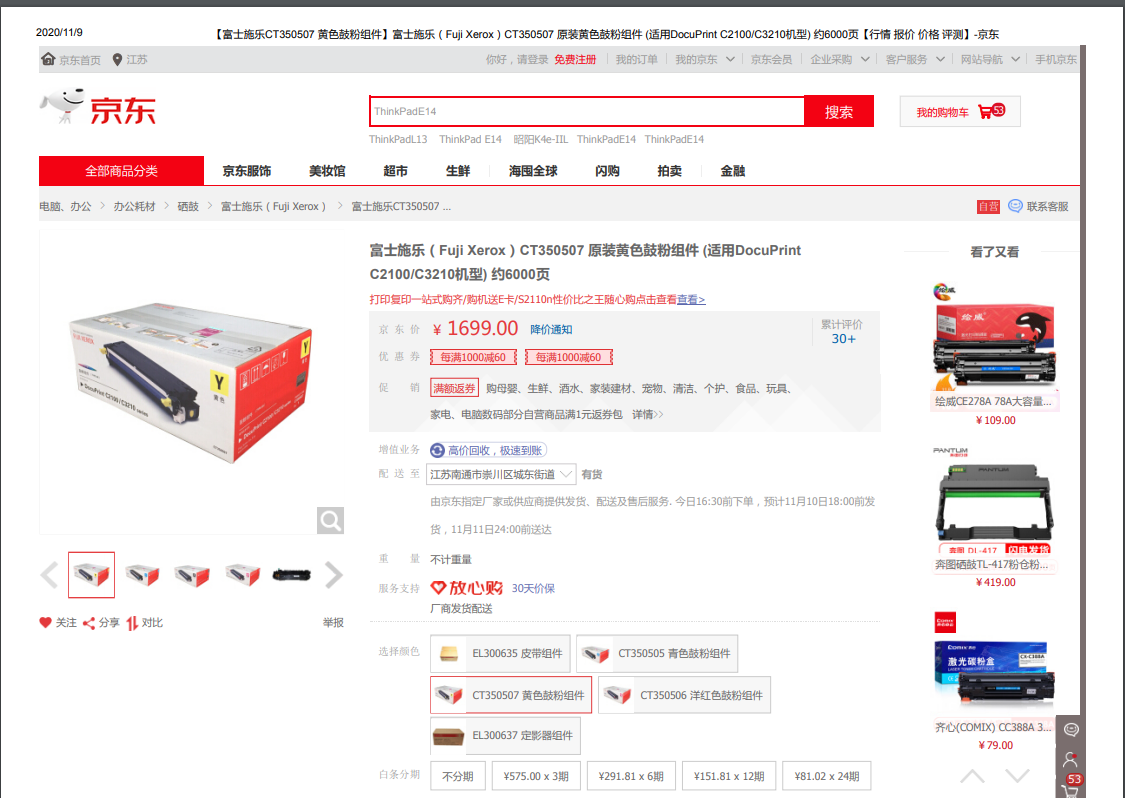 2020/11/9
【富士施乐CT350507 黄色鼓粉组件】富士施乐（Fuji Xerox）CT350507 原装黄色鼓粉组件 (适用DocuPrint C2100/C3210机型) 约6000页【行情 报价 价格 评测】-京东
京东首页 江苏 你好，请登录 免费注册 我的订单 我的京东 京东会员 企业采购 客户服务 网站导航 手机京东
京东
ThinkPadE14 搜索 我的购物车 53
ThinkPadL13 ThinkPad E14 昭阳K4e-IIL ThinkPadE14 ThinkPadE14
全部商品分类 京东服饰 美妆馆 超市 生鲜 海囤全球 闪购 拍卖 金融
电脑、办公 > 办公耗材 > 硒鼓 > 富士施乐（Fuji Xerox） > 富士施乐CT350507 ...
自营 联系客服
富士施乐（Fuji Xerox）CT350507 原装黄色鼓粉组件 (适用DocuPrint
C2100/C3210机型) 约6000页
打印复印一站式购齐/购机送E卡/S2110n性价比之王随心购点击查看查看>
京东价 ￥1699.00 降价通知
累计评价
30+
优惠券 每满1000减60 每满1000减60
促销 满额返券 购母婴、生鲜、酒水、家装建材、宠物、清洁、个护、食品、玩具、
家电、电脑数码部分自营商品满1元返券包 详情>>
增值业务 高价回收，极速到账
配送至 江苏南通市崇川区城东街道 有货
由京东指定厂家或供应商提供发货、配送及售后服务. 今日16:30前下单，预计11月10日18:00前发
货，11月11日24:00前送达
重量 不计重量
服务支持 放心购 30天价保
厂商发货配送
选择颜色 EL300635 皮带组件 CT350505 青色鼓粉组件
CT350507 黄色鼓粉组件 CT350506 洋红色鼓粉组件
EL300637 定影器组件
白条分期 不分期 ¥575.00 x 3期 ¥291.81 x 6期 ¥151.81 x 12期 ¥81.02 x 24期
Y
黄色
DocuPrint C2100 / C3210 series
Y
关注 分享 对比 举报
看了又看
绘威
绘威
绘威CE278A 78A大容量...
￥109.00
PANTUM
PANTUM
奔图 DL-417 闪电发货
奔图硒鼓TL-417粉仓粉...
￥419.00
COMIX
Comix
CX-C388A
激光碳粉盒
齐心(COMIX) CC388A 3...
￥79.00
53